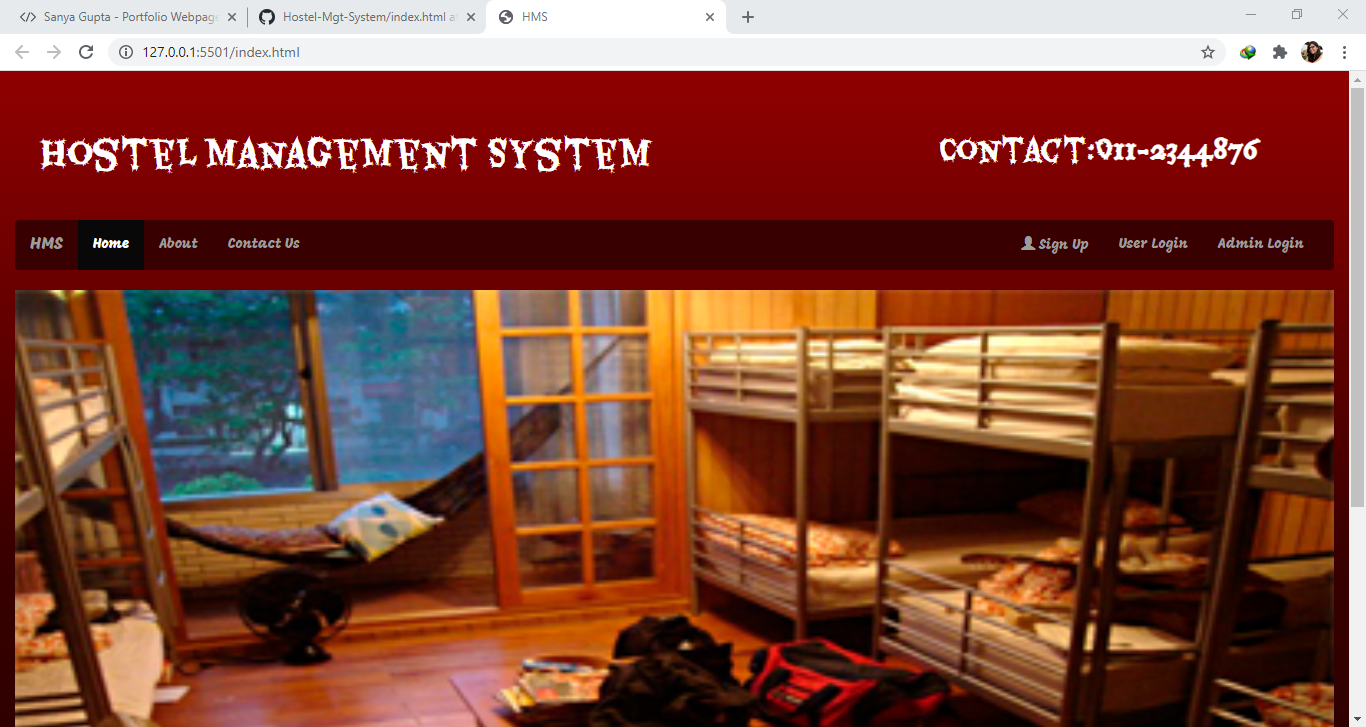 Sanya Gupta - Portfolio Webpage
Hostel-Mgt-System/index.html a
HMS
127.0.0.1:5501/index.html
HOSTEL MANAGEMENT SYSTEM
CONTACT:011-2344876
HMS Home About Contact Us Sign Up User Login Admin Login